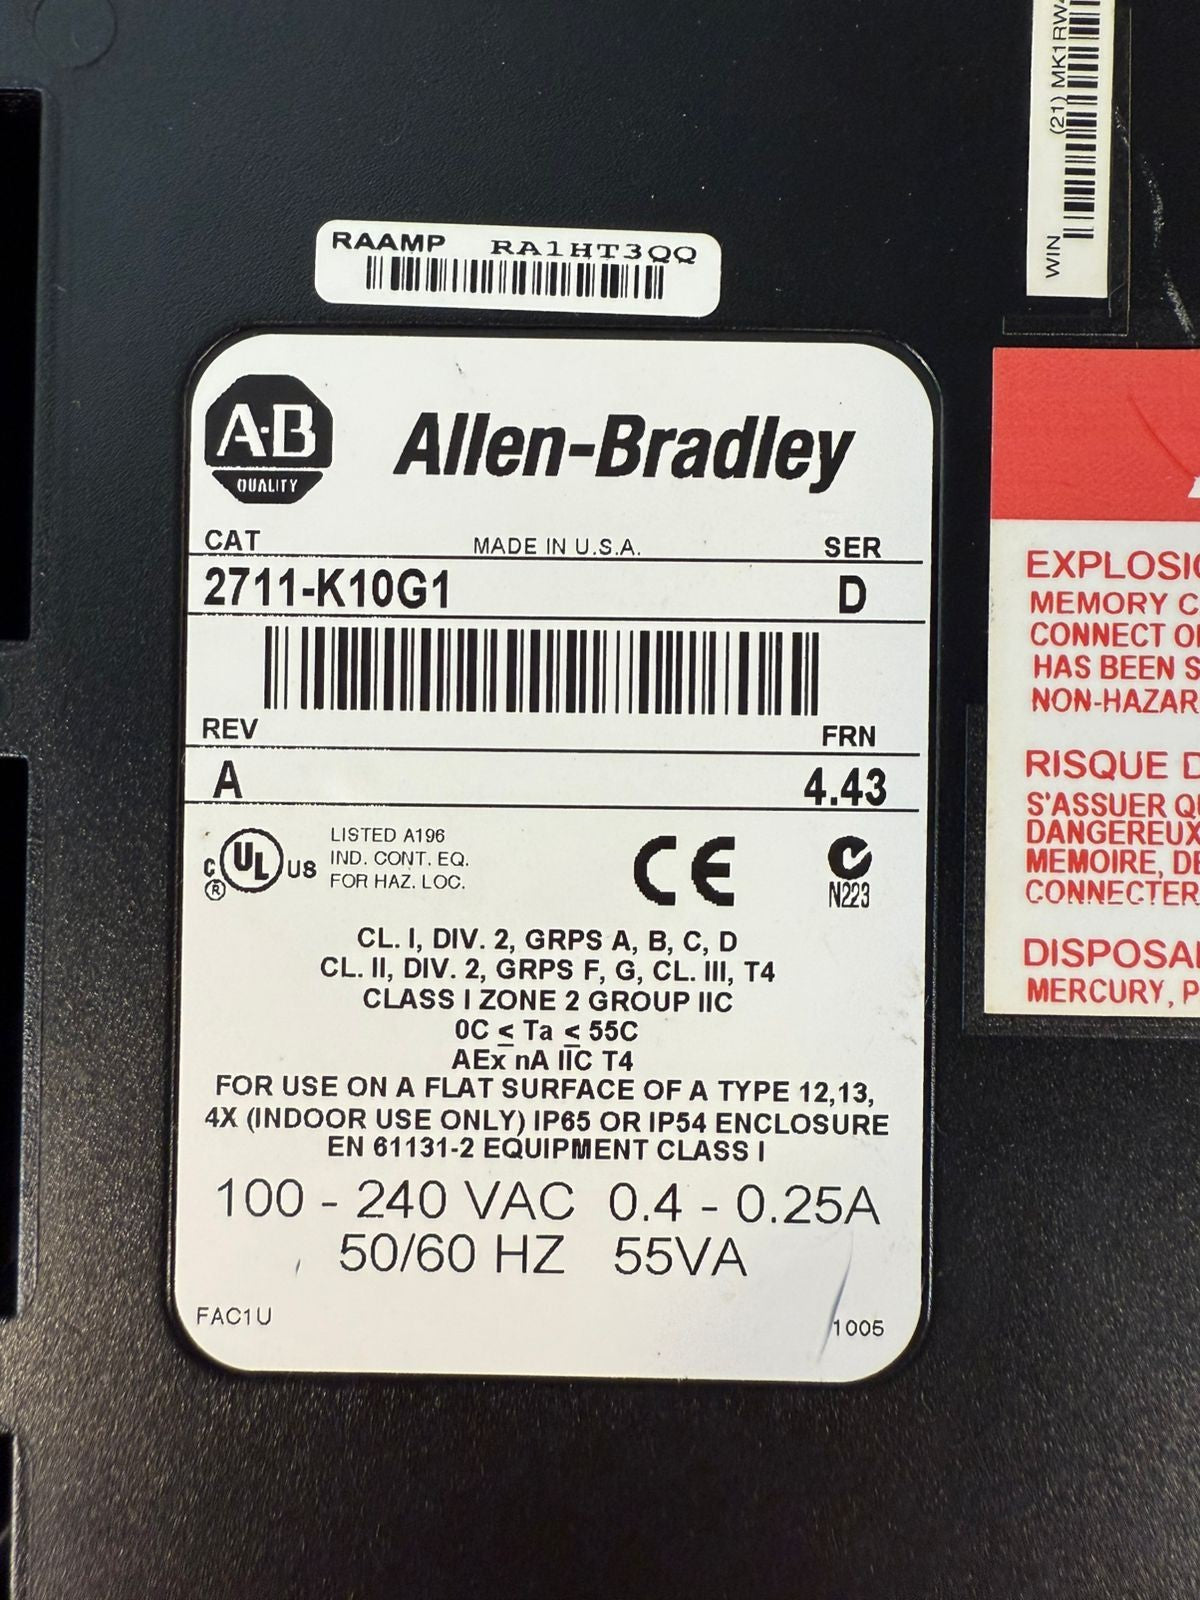 (21) MK1RW
WIN
RAAMP RA1HT3QQ
A·B
QUALITY
Allen-Bradley
CAT MADE IN U.S.A. SER
2711-K10G1 D
REV FRN
A 4.43
C UL US
®
LISTED A196
IND. CONT. EQ.
FOR HAZ. LOC.
CE
N223
CL. I, DIV. 2, GRPS A, B, C, D
CL. II, DIV. 2, GRPS F, G, CL. III, T4
CLASS I ZONE 2 GROUP IIC
0C ≤ Ta ≤ 55C
AEx nA IIC T4
FOR USE ON A FLAT SURFACE OF A TYPE 12,13,
4X (INDOOR USE ONLY) IP65 OR IP54 ENCLOSURE
EN 61131-2 EQUIPMENT CLASS I
100 - 240 VAC 0.4 - 0.25A
50/60 HZ 55VA
FAC1U 1005
EXPLOSI
MEMORY C
CONNECT O
HAS BEEN S
NON-HAZAR
RISQUE D
S'ASSUER QU
DANGEREUX
MEMOIRE, DE
CONNECTER
DISPOSA
MERCURY, P